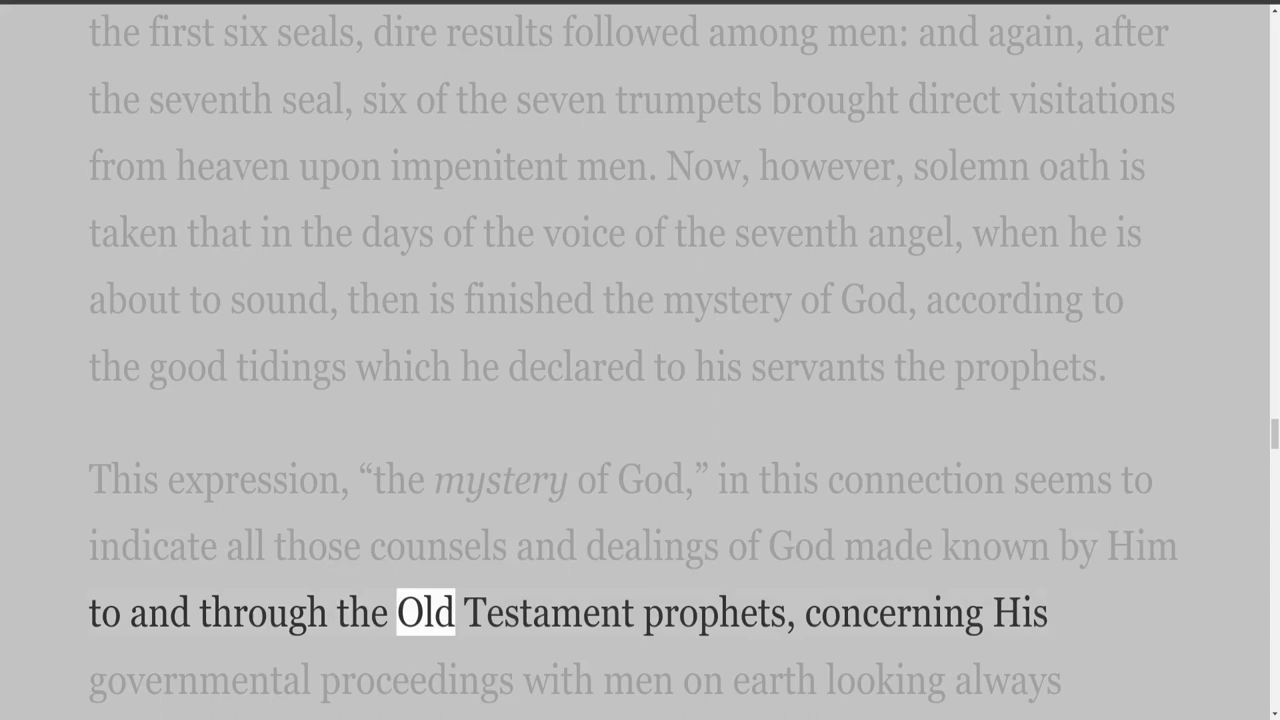 the first six seals, dire results followed among men: and again, after
the seventh seal, six of the seven trumpets brought direct visitations
from heaven upon impenitent men. Now, however, solemn oath is
taken that in the days of the voice of the seventh angel, when he is
about to sound, then is finished the mystery of God, according to
the good tidings which he declared to his servants the prophets.
This expression, “the mystery of God,” in this connection seems to
indicate all those counsels and dealings of God made known by Him
to and through the Old Testament prophets, concerning His
governmental proceedings with men on earth looking always